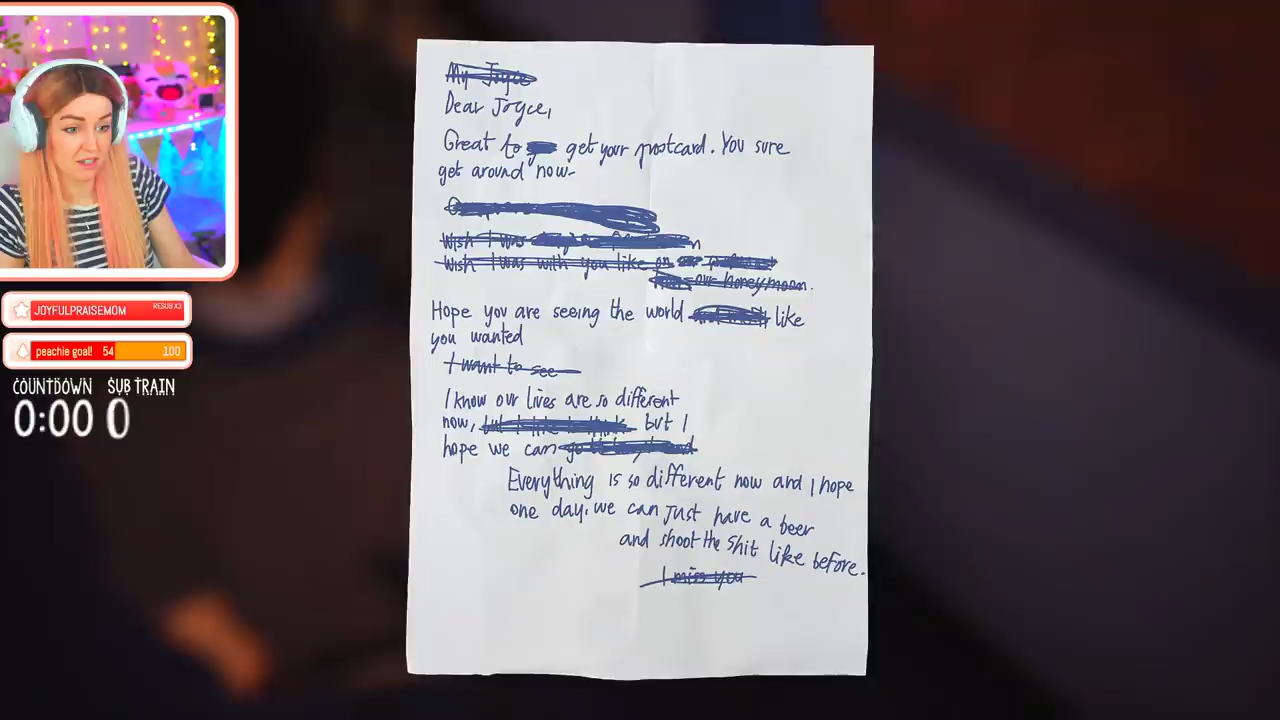 My Joyce
Dear Joyce,
Great to get your postcard. You sure
get around now-
Wish I was
Wish I was with you like on
our honeymoon.
Hope you are seeing the world like
you wanted
I want to see
I know our lives are so different
now, but I
hope we can
Everything is so different now and I hope
one day. we can just have a beer
and shoot the shit like before.
I miss you
JOYFULPRAISEMOM RESUB X3
peachie goal! 54 100
COUNTDOWN SUB TRAIN
0:00 0